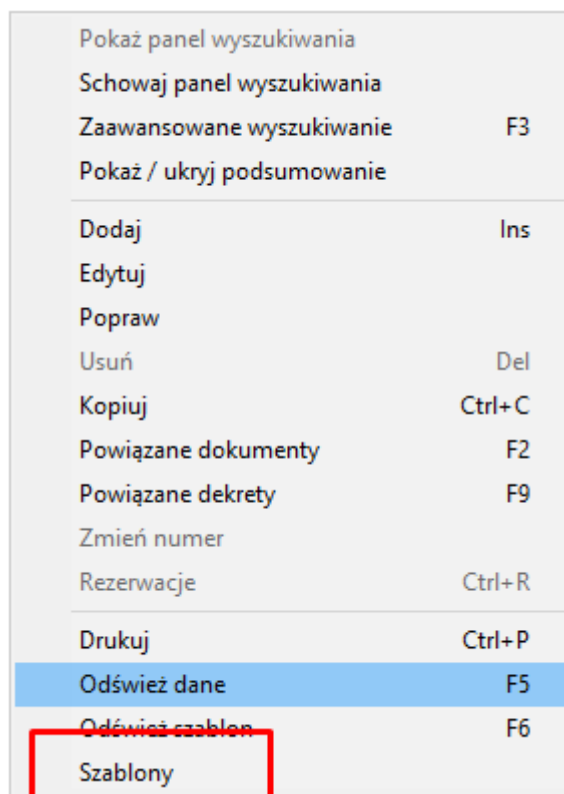 Pokaż panel wyszukiwania
Schowaj panel wyszukiwania
Zaawansowane wyszukiwanie F3
Pokaż / ukryj podsumowanie
Dodaj Ins
Edytuj
Popraw
Usuń Del
Kopiuj Ctrl+C
Powiązane dokumenty F2
Powiązane dekrety F9
Zmień numer
Rezerwacje Ctrl+R
Drukuj Ctrl+P
Odśwież dane F5
Odśwież szablon F6
Szablony